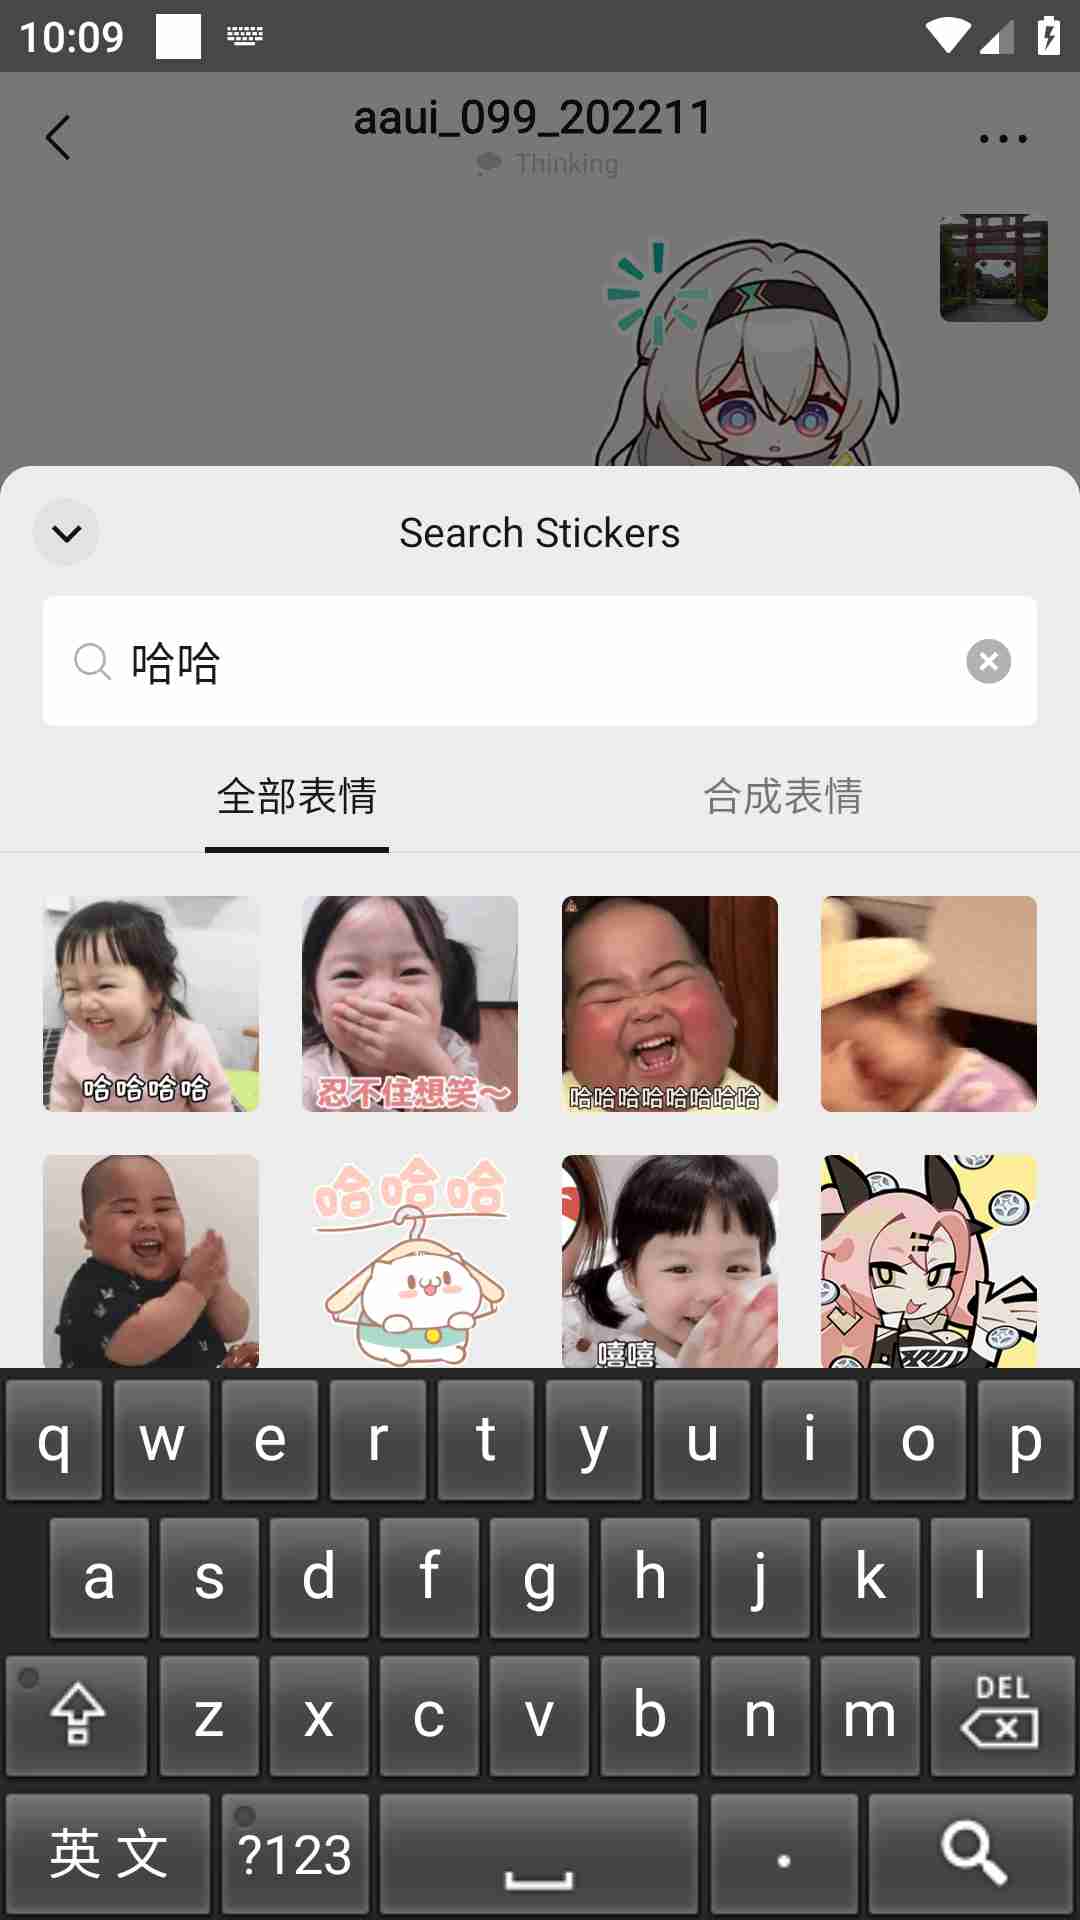 10:09
aaui_099_202211
Thinking
Search Stickers
哈哈
全部表情 合成表情
哈哈哈哈
忍不住想笑~
哈哈哈哈哈哈哈哈
哈哈哈
嘻嘻
q w e r t y u i o p
a s d f g h j k l
z x c v b n m DEL
英文 ?123 .